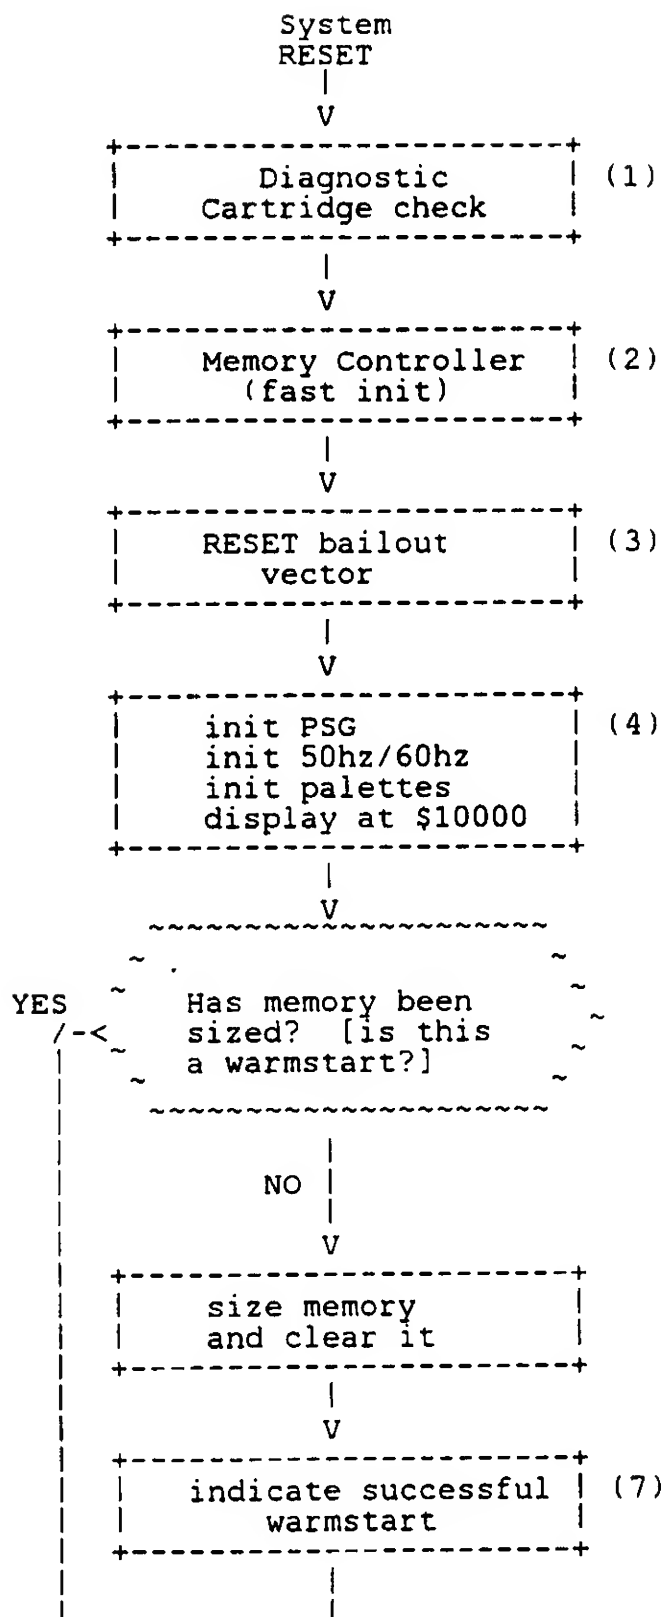 System
RESET
Diagnostic (1)
Cartridge check
Memory Controller (2)
(fast init)
RESET bailout (3)
vector
init PSG (4)
init 50hz/60hz
init palettes
display at $10000
YES Has memory been
sized? [is this
a warmstart?]
NO
size memory
and clear it
indicate successful (7)
warmstart